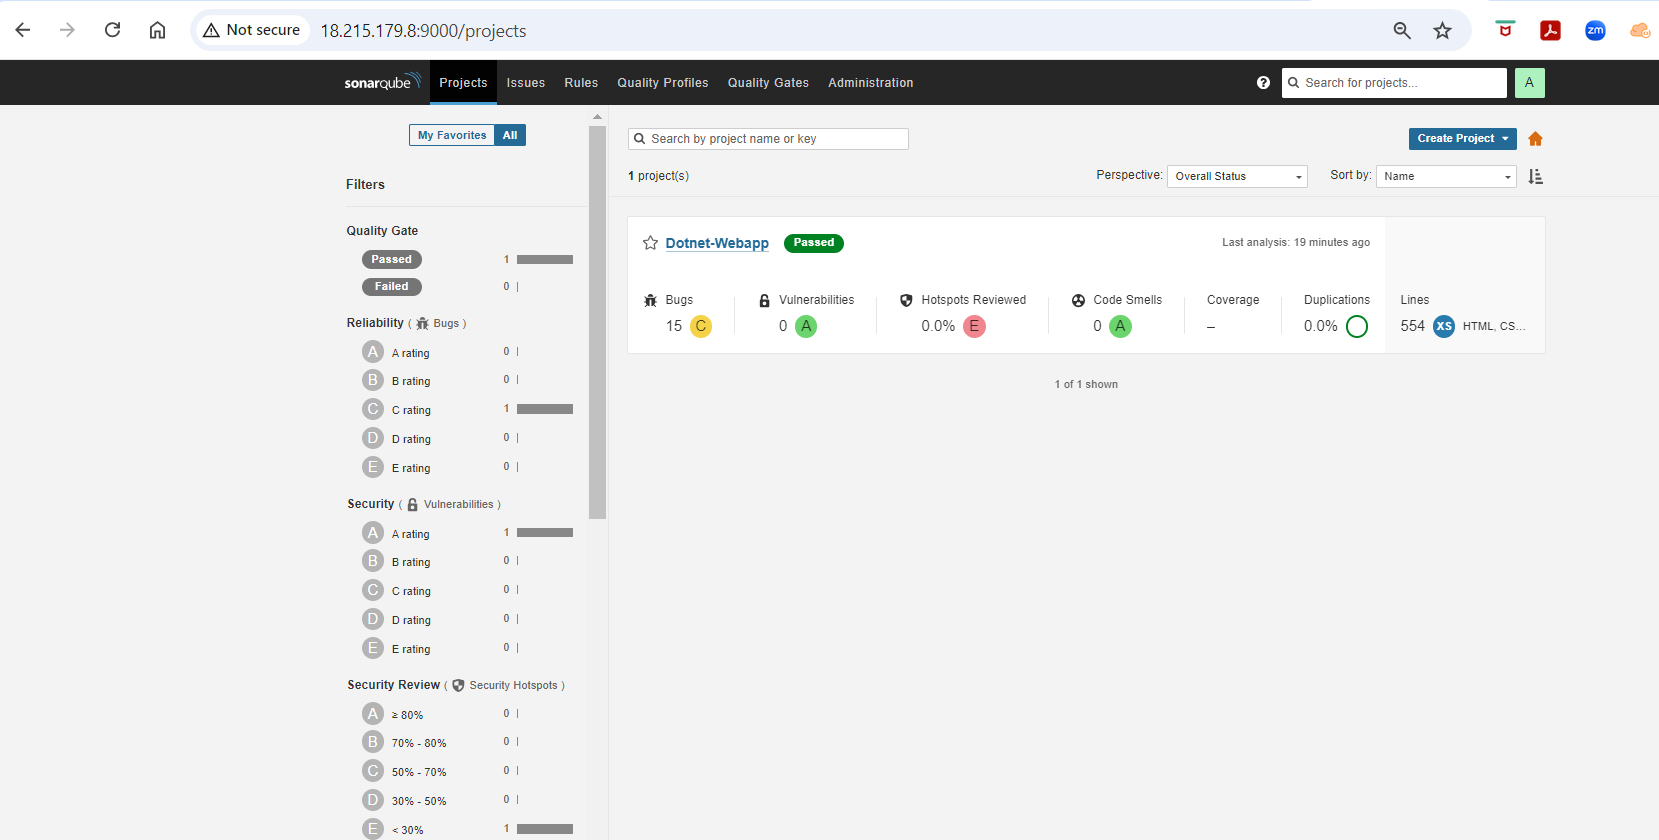 Not secure
18.215.179.8:9000/projects
zm
sonarqube
Projects
Issues
Rules
Quality Profiles
Quality Gates
Administration
?
Search for projects...
A
My Favorites
All
Filters
Quality Gate
Passed 1
Failed 0
Reliability ( Bugs )
A A rating 0
B B rating 0
C C rating 1
D D rating 0
E E rating 0
Security ( Vulnerabilities )
A A rating 1
B B rating 0
C C rating 0
D D rating 0
E E rating 0
Security Review ( Security Hotspots )
A ≥ 80% 0
B 70% - 80% 0
C 50% - 70% 0
D 30% - 50% 0
E < 30% 1
Search by project name or key
Create Project
1 project(s)
Perspective: Overall Status
Sort by: Name
Dotnet-Webapp Passed
Last analysis: 19 minutes ago
Bugs
15 C
Vulnerabilities
0 A
Hotspots Reviewed
0.0% E
Code Smells
0 A
Coverage
–
Duplications
0.0%
Lines
554 XS HTML, CS...
1 of 1 shown